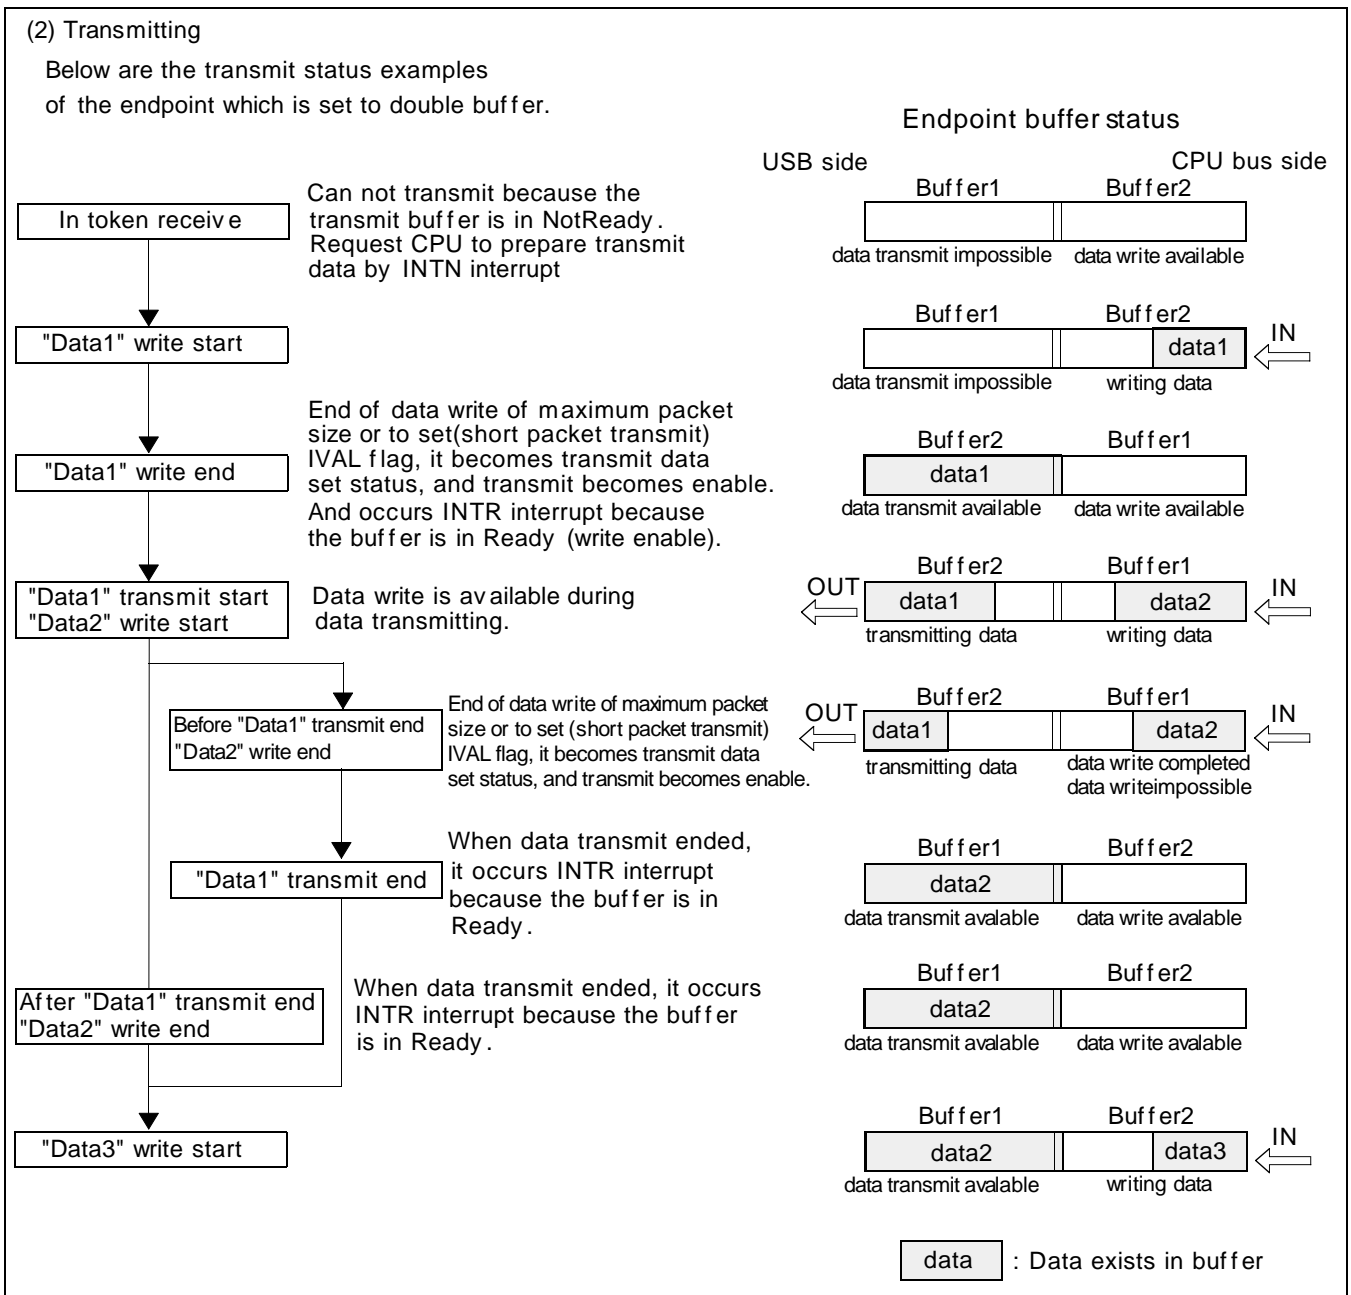 (2) Transmitting
Below are the transmit status examples
of the endpoint which is set to double buffer.
Endpoint buffer status
USB side
CPU bus side
In token receive
Can not transmit because the
transmit buffer is in NotReady.
Request CPU to prepare transmit
data by INTN interrupt
Buffer1
Buffer2
data transmit impossible
data write available
"Data1" write start
Buffer1
Buffer2
data1
IN
data transmit impossible
writing data
"Data1" write end
End of data write of maximum packet
size or to set(short packet transmit)
IVAL flag, it becomes transmit data
set status, and transmit becomes enable.
And occurs INTR interrupt because
the buffer is in Ready (write enable).
Buffer2
Buffer1
data1
data transmit available
data write available
"Data1" transmit start
"Data2" write start
Data write is available during
data transmitting.
Buffer2
Buffer1
OUT
data1
data2
IN
transmitting data
writing data
Before "Data1" transmit end
"Data2" write end
End of data write of maximum packet
size or to set (short packet transmit)
IVAL flag, it becomes transmit data
set status, and transmit becomes enable.
Buffer2
Buffer1
OUT
data1
data2
IN
transmitting data
data write completed
data writeimpossible
"Data1" transmit end
When data transmit ended,
it occurs INTR interrupt
because the buffer is in
Ready.
Buffer1
Buffer2
data2
data transmit avalable
data write avalable
After "Data1" transmit end
"Data2" write end
When data transmit ended, it occurs
INTR interrupt because the buffer
is in Ready.
Buffer1
Buffer2
data2
data transmit avalable
data write avalable
"Data3" write start
Buffer1
Buffer2
data2
data3
IN
data transmit avalable
writing data
data
: Data exists in buffer